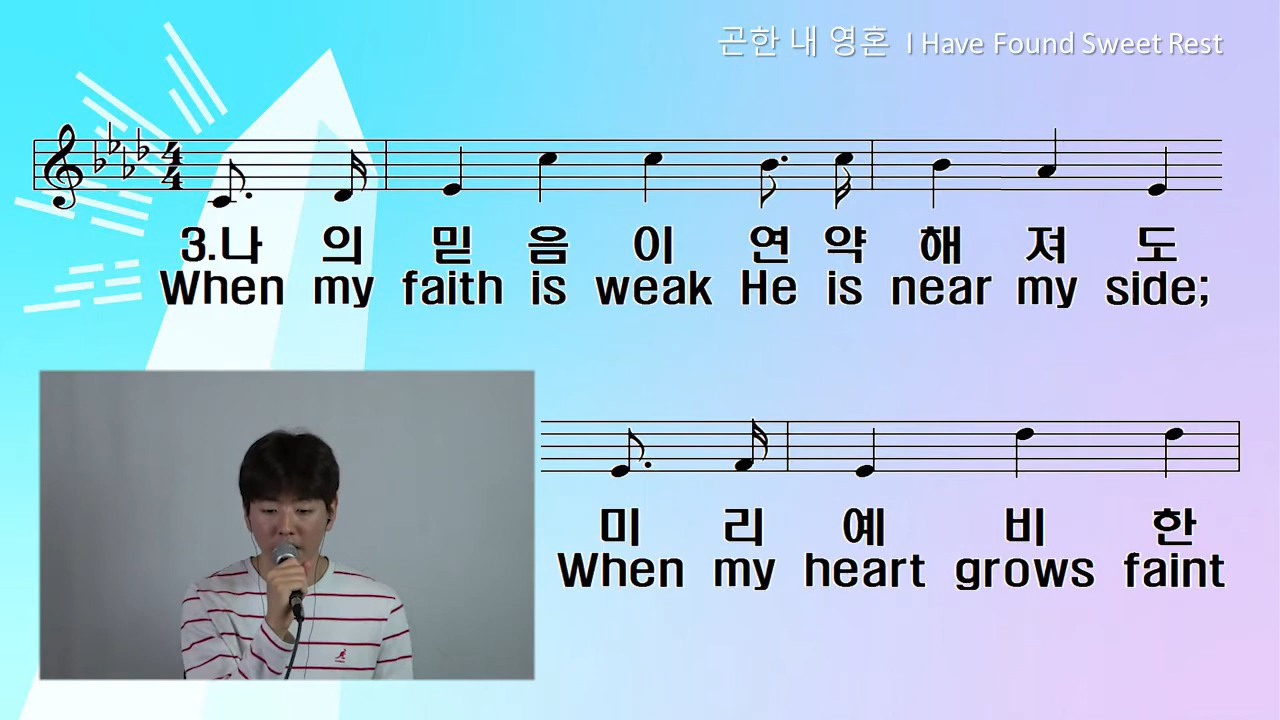 곤한 내 영혼 I Have Found Sweet Rest
3.나 의 믿 음 이 연 약 해 져 도
When my faith is weak He is near my side;
미 리 예 비 한
When my heart grows faint